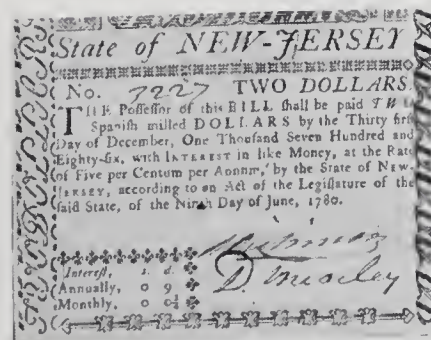 State of NEW-JERSEY
No. 7227 TWO DOLLARS.
THE Possessor of this BILL shall be paid TWO
Spanish milled DOLLARS by the Thirty first
Day of December, One Thousand Seven Hundred and
Eighty-six, with INTEREST in like Money, at the Rate
of Five per Centum per Annum, by the State of NEW-
JERSEY, according to an Act of the Legislature of the
said State, of the Ninth Day of June, 1780.
Interest, s. d.
Annually, 0 9
Monthly, 0 0¾
D. Brearley